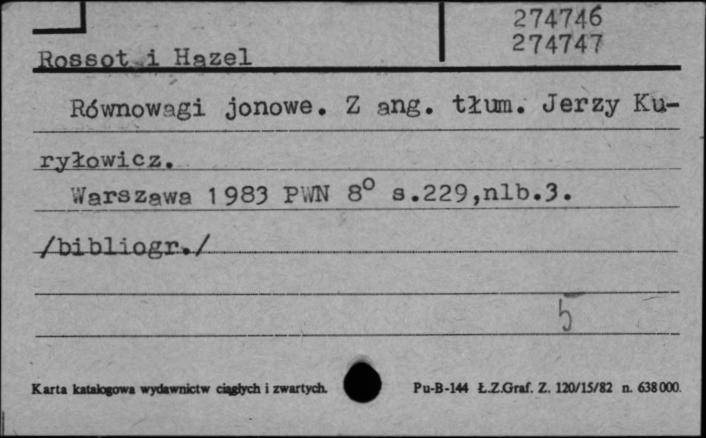 274746
274747
Rossot i Hazel
Równowagi jonowe. Z ang. tłum. Jerzy Ku-
ryłowicz.
Warszawa 1983 PWN 8° s.229,nlb.3.
/bibliogr./
5
Karta katalogowa wydawnictw ciągłych i zwartych.
Pu-B-144 Ł.Z.Graf. Z. 120/15/82 n. 638000.